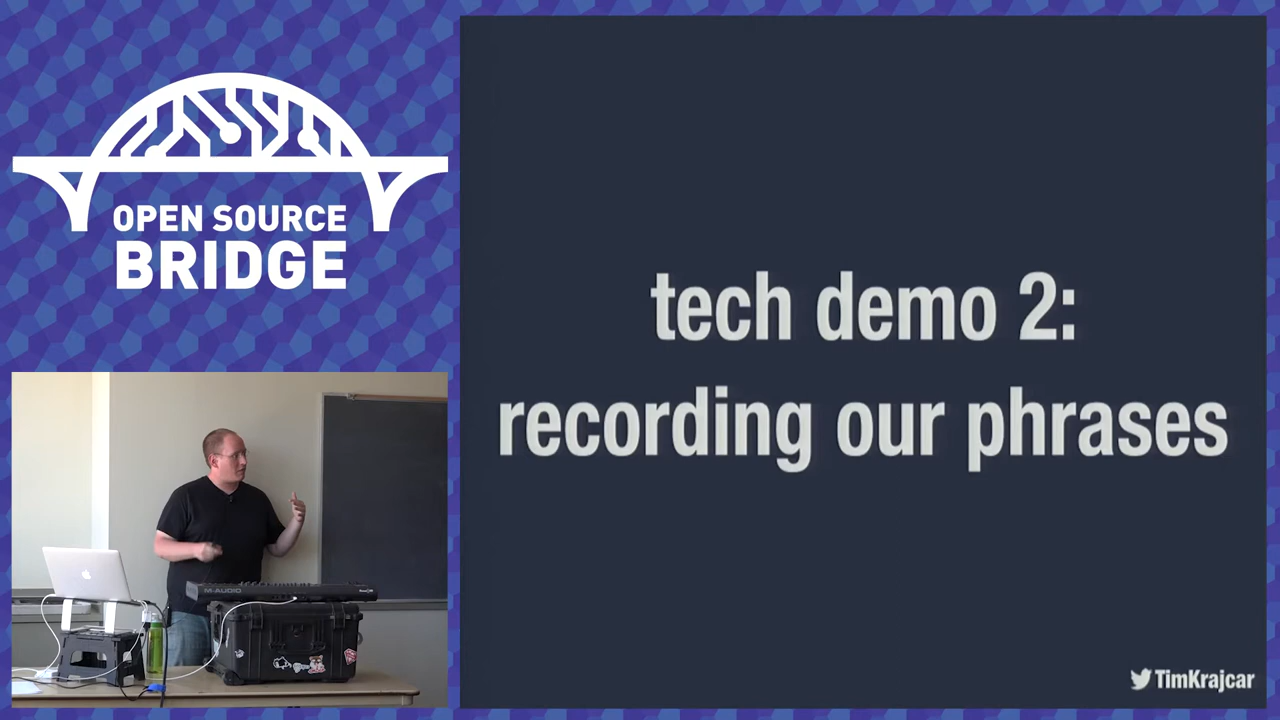 OPEN SOURCE
BRIDGE
tech demo 2:
recording our phrases
M-AUDIO
TimKrajcar